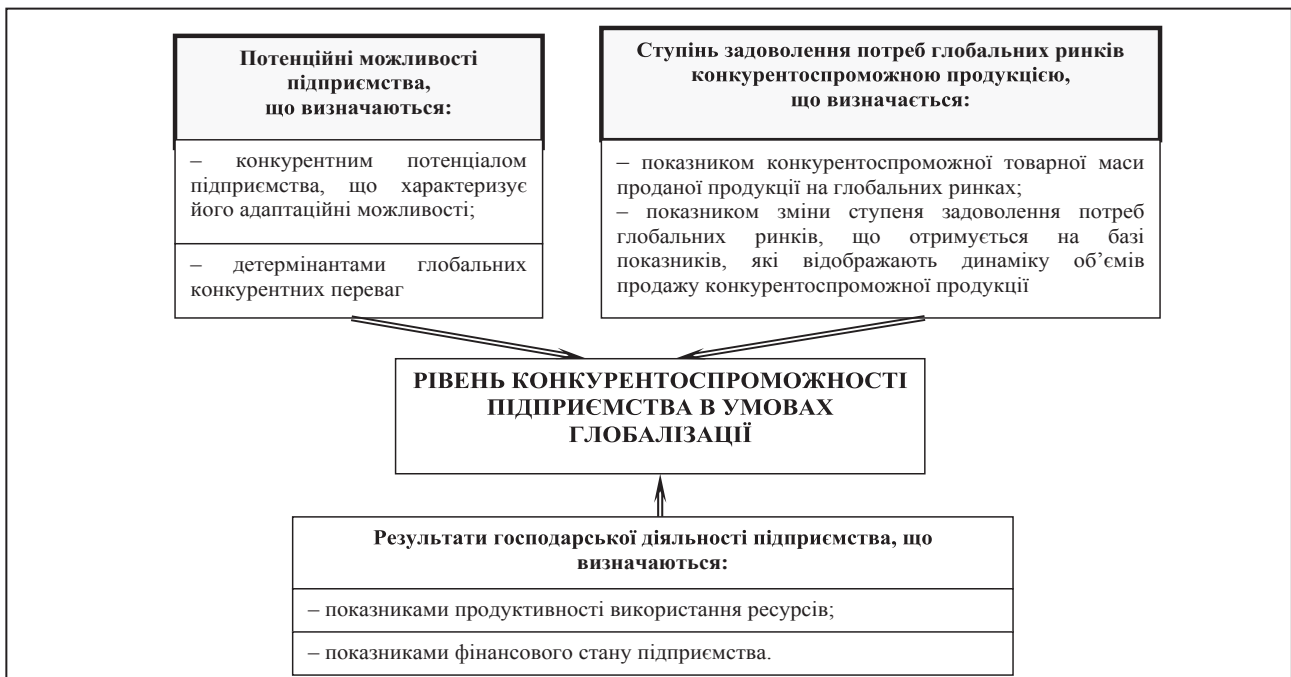 Потенційні можливості
підприємства,
що визначаються:
– конкурентним потенціалом
підприємства, що характеризує
його адаптаційні можливості;
– детермінантами глобальних
конкурентних переваг
Ступінь задоволення потреб глобальних ринків
конкурентоспроможною продукцією,
що визначається:
– показником конкурентоспроможної товарної маси
проданої продукції на глобальних ринках;
– показником зміни ступеня задоволення потреб
глобальних ринків, що отримується на базі
показників, які відображають динаміку об’ємів
продажу конкурентоспроможної продукції
РІВЕНЬ КОНКУРЕНТОСПРОМОЖНОСТІ
ПІДПРИЄМСТВА В УМОВАХ
ГЛОБАЛІЗАЦІЇ
Результати господарської діяльності підприємства, що
визначаються:
– показниками продуктивності використання ресурсів;
– показниками фінансового стану підприємства.